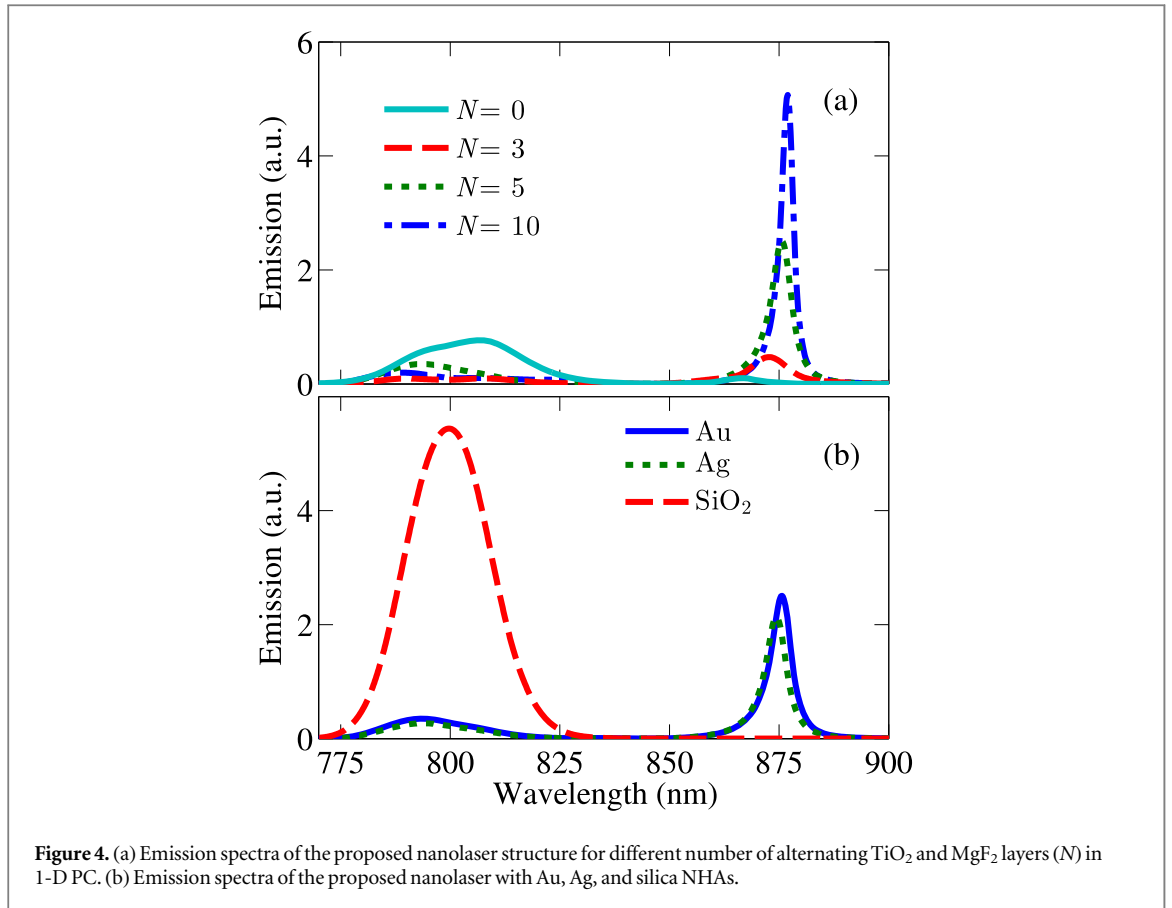 6
4
2
0
Emission (a.u.)
(a)
N= 0
N= 3
N= 5
N= 10
4
2
0
Emission (a.u.)
(b)
Au
Ag
SiO₂
775 800 825 850 875 900
Wavelength (nm)
Figure 4. (a) Emission spectra of the proposed nanolaser structure for different number of alternating TiO₂ and MgF₂ layers (N) in
1-D PC. (b) Emission spectra of the proposed nanolaser with Au, Ag, and silica NHAs.